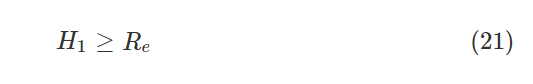 H₁ ≥ Rₑ (21)